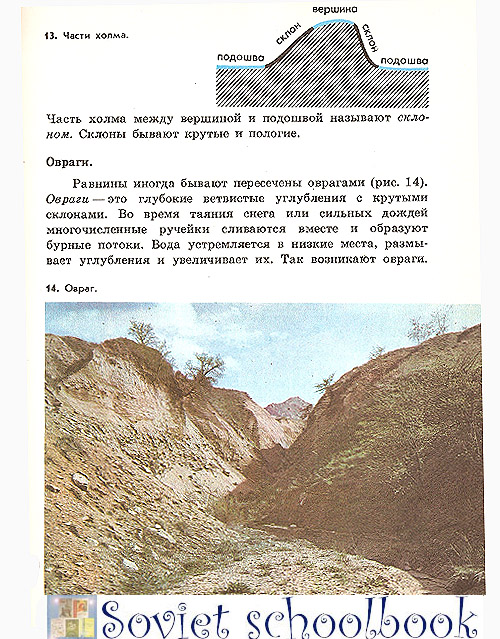 13. Части холма.
вершина
склон
склон
подошва
подошва
Часть холма между вершиной и подошвой называют скло-
ном. Склоны бывают крутые и пологие.
Овраги.
Равнины иногда бывают пересечены оврагами (рис. 14).
Овраги — это глубокие ветвистые углубления с крутыми
склонами. Во время таяния снега или сильных дождей
многочисленные ручейки сливаются вместе и образуют
бурные потоки. Вода устремляется в низкие места, размы-
вает углубления и увеличивает их. Так возникают овраги.
14. Овраг.
Soviet schoolbook